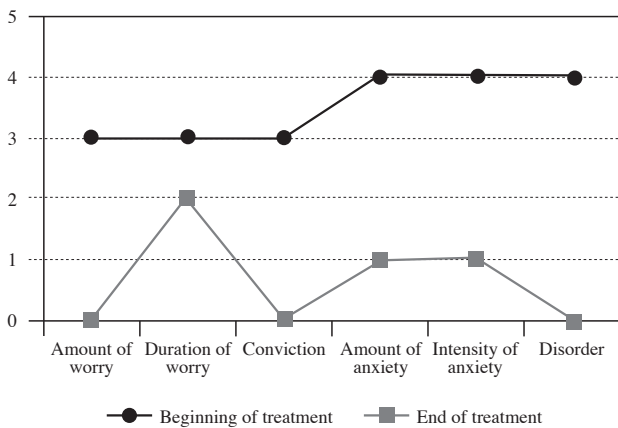 5
4
3
2
1
0
Amount of worry
Duration of worry
Conviction
Amount of anxiety
Intensity of anxiety
Disorder
Beginning of treatment
End of treatment